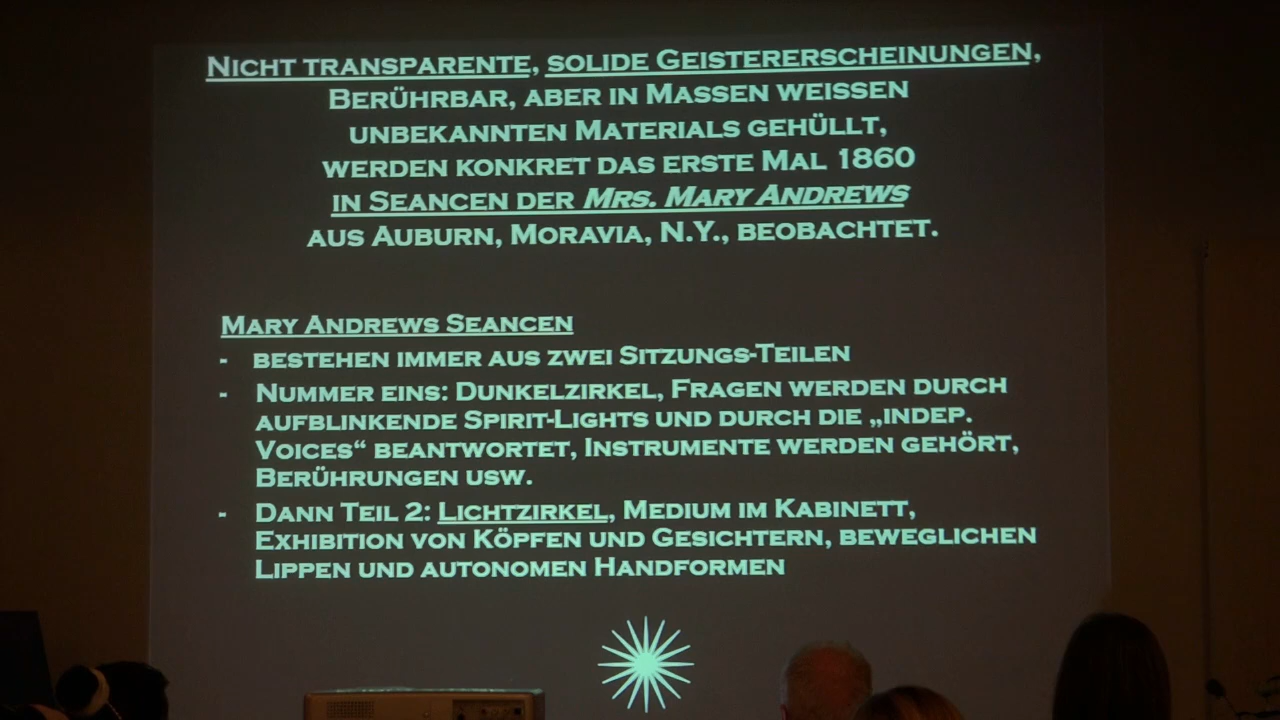 NICHT TRANSPARENTE, SOLIDE GEISTERERSCHEINUNGEN,
BERÜHRBAR, ABER IN MASSEN WEISSEN
UNBEKANNTEN MATERIALS GEHÜLLT,
WERDEN KONKRET DAS ERSTE MAL 1860
IN SEANCEN DER MRS. MARY ANDREWS
AUS AUBURN, MORAVIA, N.Y., BEOBACHTET.
MARY ANDREWS SEANCEN
- BESTEHEN IMMER AUS ZWEI SITZUNGS-TEILEN
- NUMMER EINS: DUNKELZIRKEL, FRAGEN WERDEN DURCH
AUFBLINKENDE SPIRIT-LIGHTS UND DURCH DIE „INDEP.
VOICES“ BEANTWORTET, INSTRUMENTE WERDEN GEHÖRT,
BERÜHRUNGEN USW.
- DANN TEIL 2: LICHTZIRKEL, MEDIUM IM KABINETT,
EXHIBITION VON KÖPFEN UND GESICHTERN, BEWEGLICHEN
LIPPEN UND AUTONOMEN HANDFORMEN